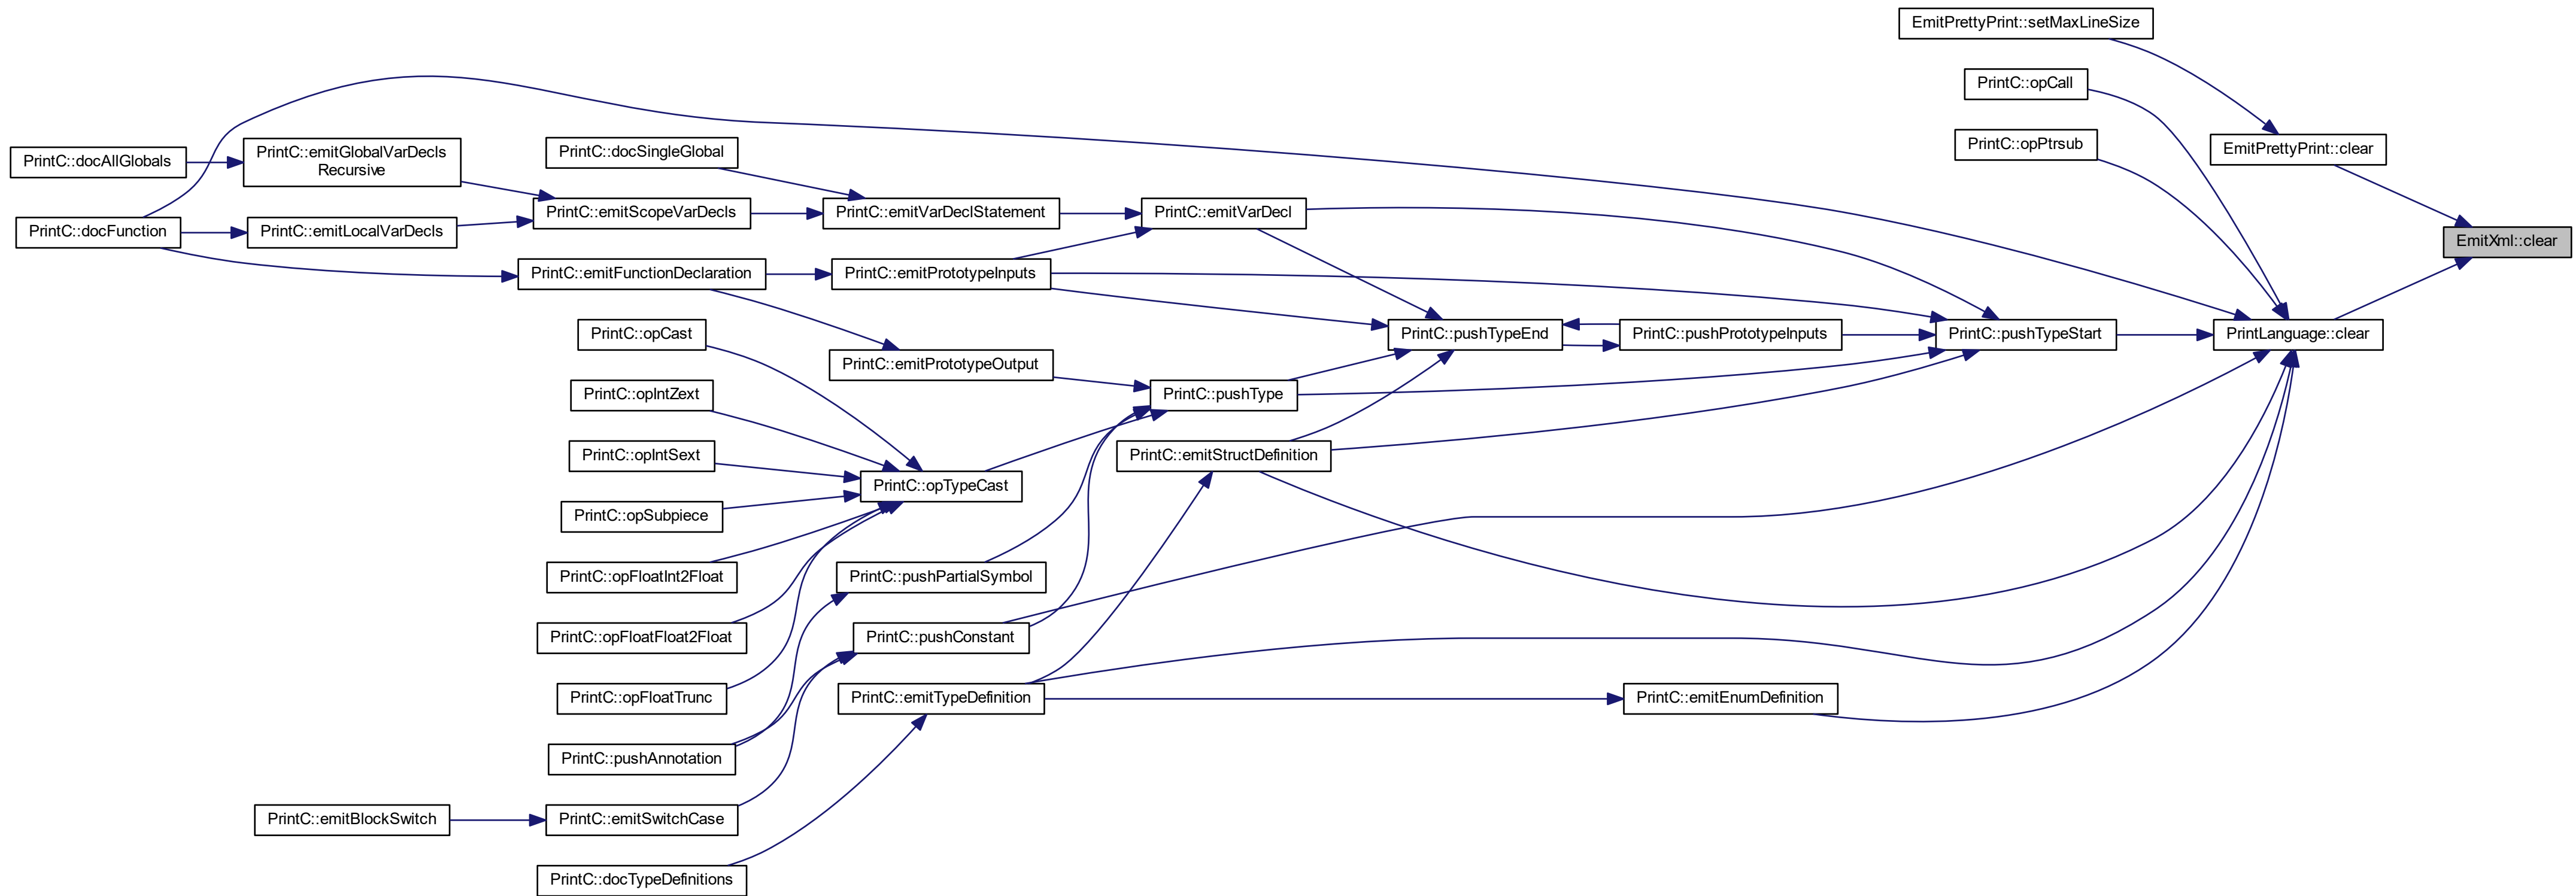 EmitPrettyPrint::setMaxLineSize
PrintC::opCall
PrintC::opPtrsub
EmitPrettyPrint::clear
EmitXml::clear
PrintC::docAllGlobals
PrintC::emitGlobalVarDecls
Recursive
PrintC::docSingleGlobal
PrintC::docFunction
PrintC::emitLocalVarDecls
PrintC::emitScopeVarDecls
PrintC::emitVarDeclStatement
PrintC::emitVarDecl
PrintC::emitFunctionDeclaration
PrintC::emitPrototypeInputs
PrintC::opCast
PrintC::emitPrototypeOutput
PrintC::pushTypeEnd
PrintC::pushPrototypeInputs
PrintC::pushTypeStart
PrintLanguage::clear
PrintC::opIntZext
PrintC::pushType
PrintC::opIntSext
PrintC::emitStructDefinition
PrintC::opTypeCast
PrintC::opSubpiece
PrintC::opFloatInt2Float
PrintC::pushPartialSymbol
PrintC::opFloatFloat2Float
PrintC::pushConstant
PrintC::opFloatTrunc
PrintC::emitTypeDefinition
PrintC::emitEnumDefinition
PrintC::pushAnnotation
PrintC::emitBlockSwitch
PrintC::emitSwitchCase
PrintC::docTypeDefinitions